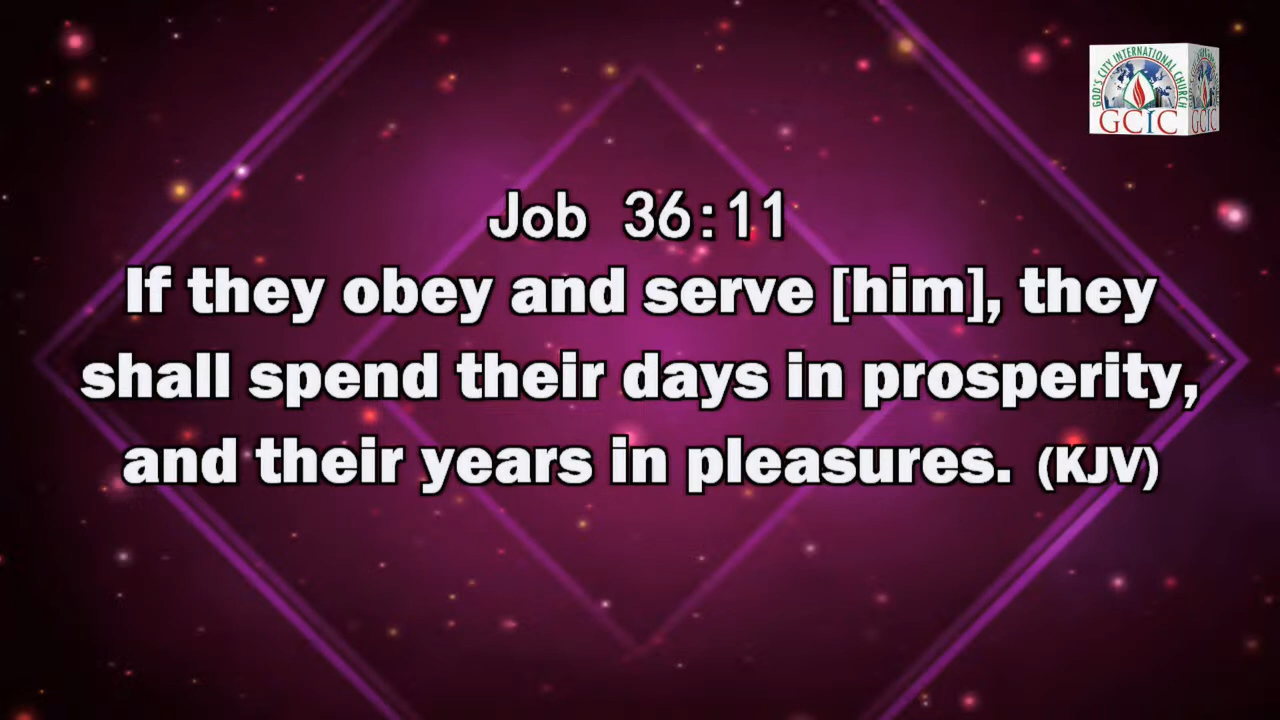 GOD'S CITY INTERNATIONAL CHURCH
GCIC
GCIC
Job 36:11
If they obey and serve [him], they
shall spend their days in prosperity,
and their years in pleasures. (KJV)